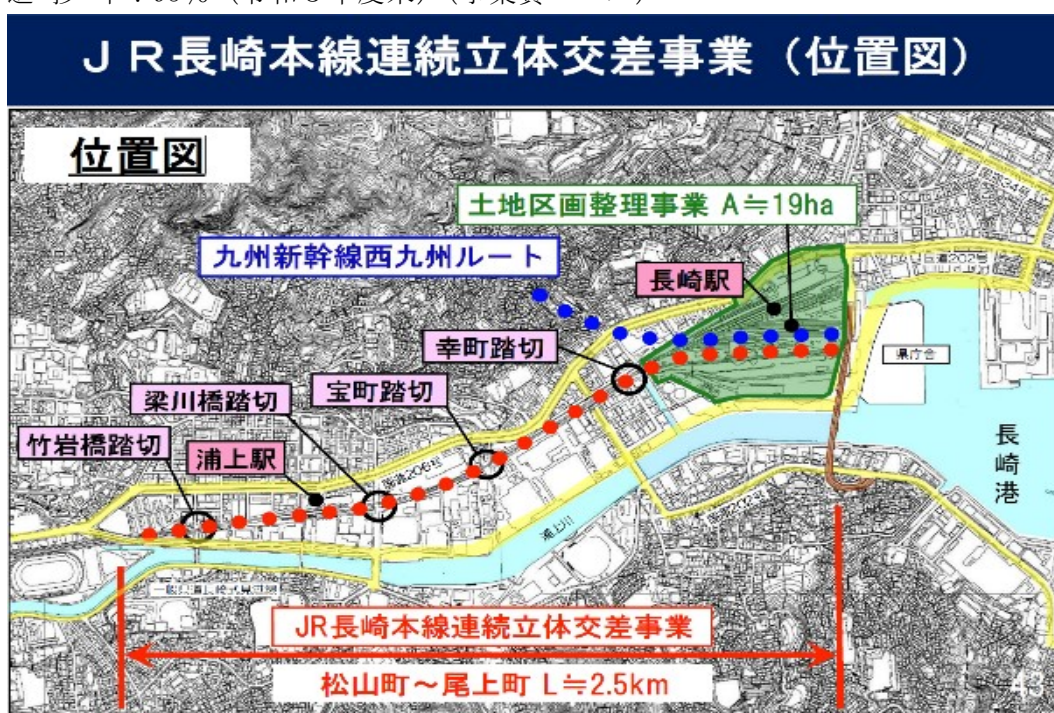 JR長崎本線連続立体交差事業(位置図)
位置図
土地区画整理事業 A≒19ha
九州新幹線西九州ルート
長崎駅
幸町踏切
県庁舎
宝町踏切
梁川橋踏切
竹岩橋踏切
浦上駅
長崎港
浦上川
JR長崎本線連続立体交差事業
松山町～尾上町 L≒2.5km
43